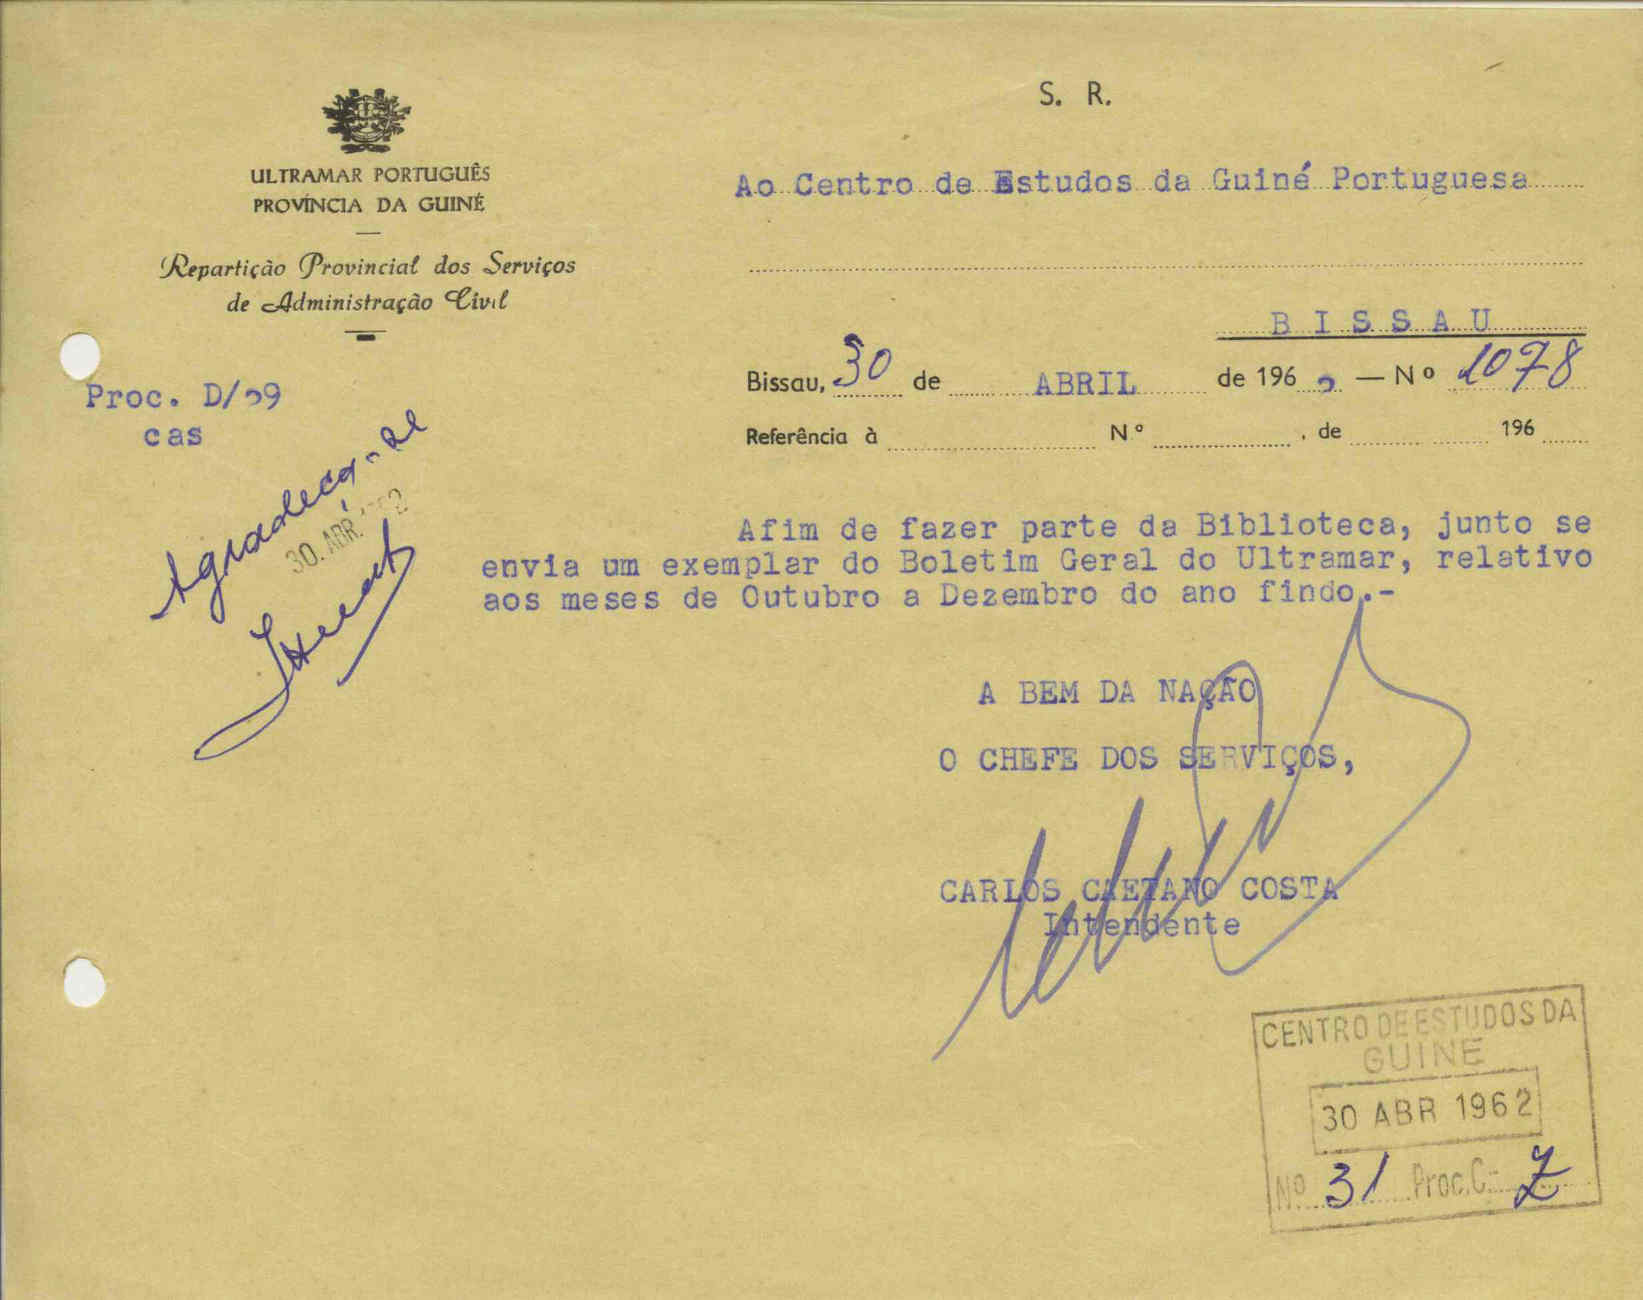 S. R.
ULTRAMAR PORTUGUÊS
PROVÍNCIA DA GUINÉ
Repartição Provincial dos Serviços
de Administração Civil
Ao Centro de Estudos da Guiné Portuguesa
BISSAU
Bissau, 30 de ABRIL de 1962 — Nº 1078
Referência à Nº , de 196
Proc. D/29
cas
Agradeça-se
30. ABR. 1962
Afim de fazer parte da Biblioteca, junto se
envia um exemplar do Boletim Geral do Ultramar, relativo
aos meses de Outubro a Dezembro do ano findo.-
A BEM DA NAÇÃO
O CHEFE DOS SERVIÇOS,
CARLOS CAETANO COSTA
Intendente
CENTRO DE ESTUDOS DA
GUINÉ
30 ABR 1962
Nº 31 Proc.C.- Z